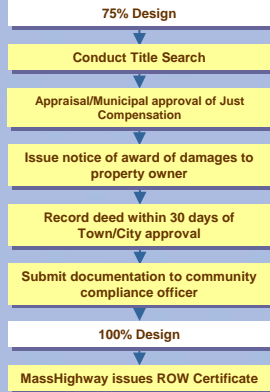 75% Design
Conduct Title Search
Appraisal/Municipal approval of Just
Compensation
Issue notice of award of damages to
property owner
Record deed within 30 days of
Town/City approval
Submit documentation to community
compliance officer
100% Design
MassHighway issues ROW Certificate